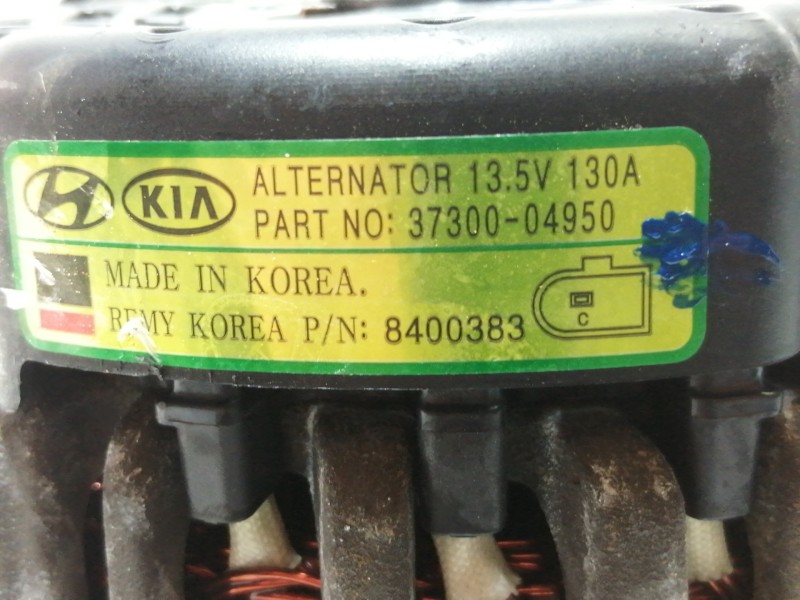 KIA
ALTERNATOR 13.5V 130A
PART NO: 37300-04950
MADE IN KOREA.
REMY KOREA P/N: 8400383
C